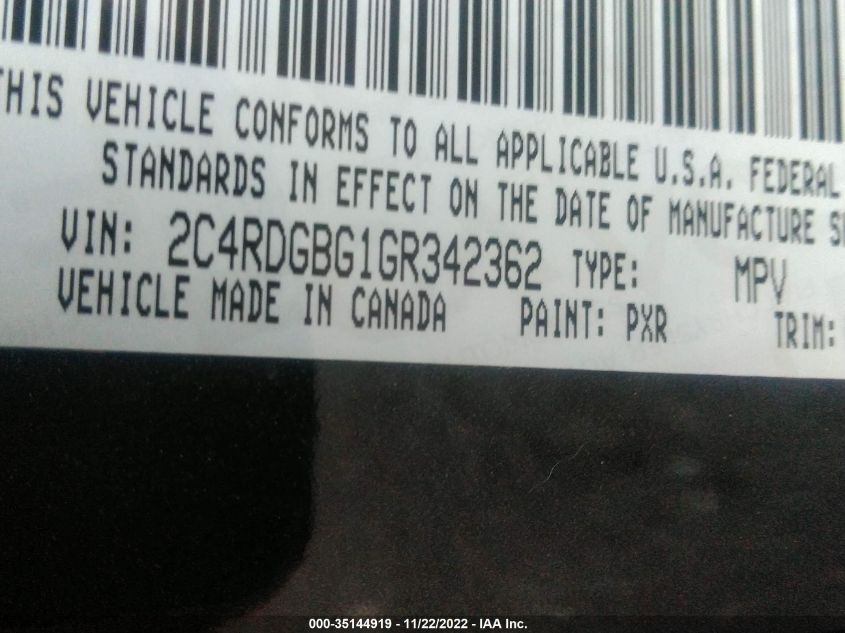 THIS VEHICLE CONFORMS TO ALL APPLICABLE U.S.A. FEDERAL
STANDARDS IN EFFECT ON THE DATE OF MANUFACTURE
VIN: 2C4RDGBG1GR342362 TYPE: MPV
VEHICLE MADE IN CANADA PAINT: PXR TRIM:
000-35144919 - 11/22/2022 - IAA Inc.